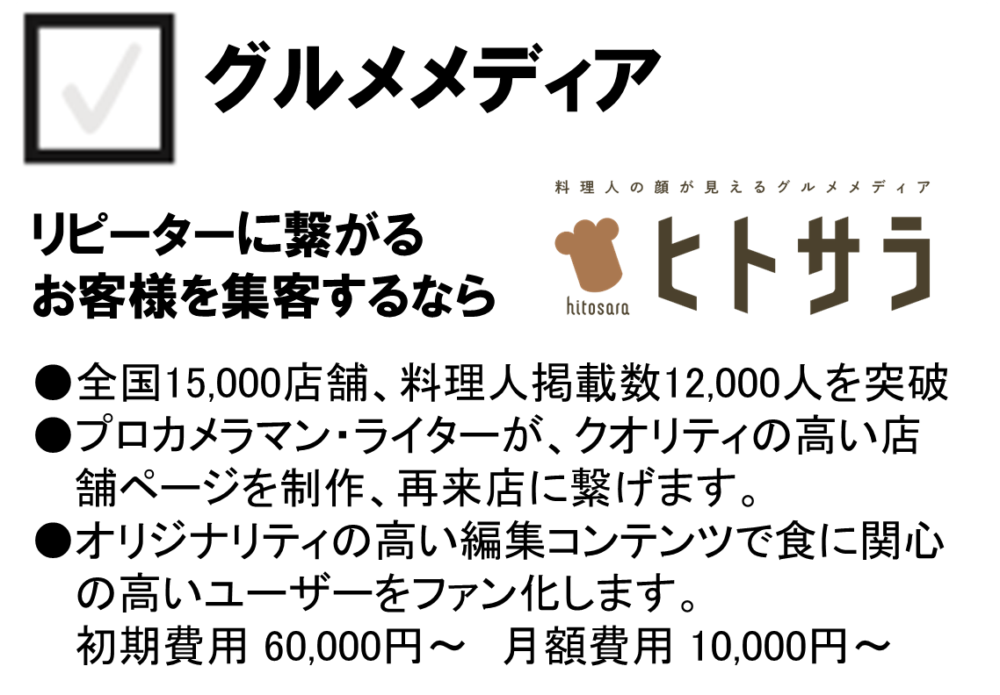 グルメメディア
料理人の顔が見えるグルメメディア
ヒトサラ
hitosara
リピーターに繋がる
お客様を集客するなら
●全国15,000店舗、料理人掲載数12,000人を突破
●プロカメラマン・ライターが、クオリティの高い店
舗ページを制作、再来店に繋げます。
●オリジナリティの高い編集コンテンツで食に関心
の高いユーザーをファン化します。
初期費用 60,000円～　月額費用 10,000円～